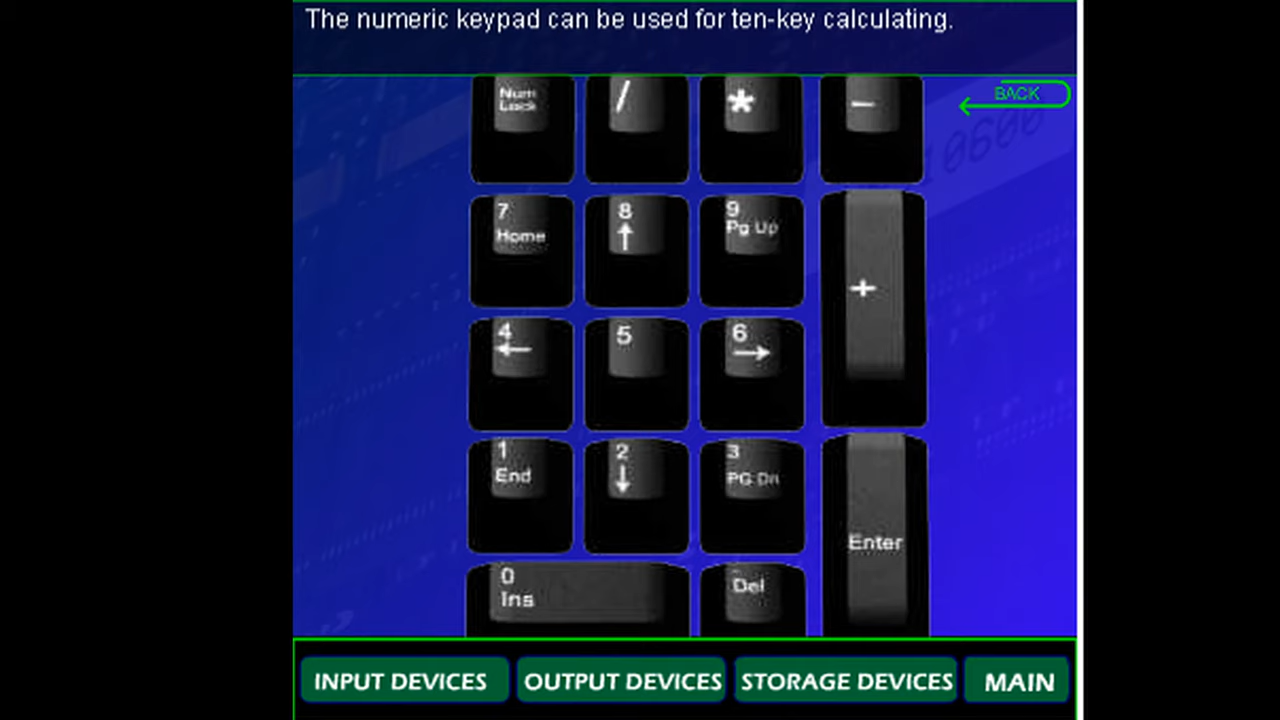 The numeric keypad can be used for ten-key calculating.
BACK
Num
Lock
/
*
-
10600
7
Home
8
↑
9
Pg Up
+
4
←
5
6
→
1
End
2
↓
3
PG Dn
Enter
0
Ins
Del
INPUT DEVICES
OUTPUT DEVICES
STORAGE DEVICES
MAIN